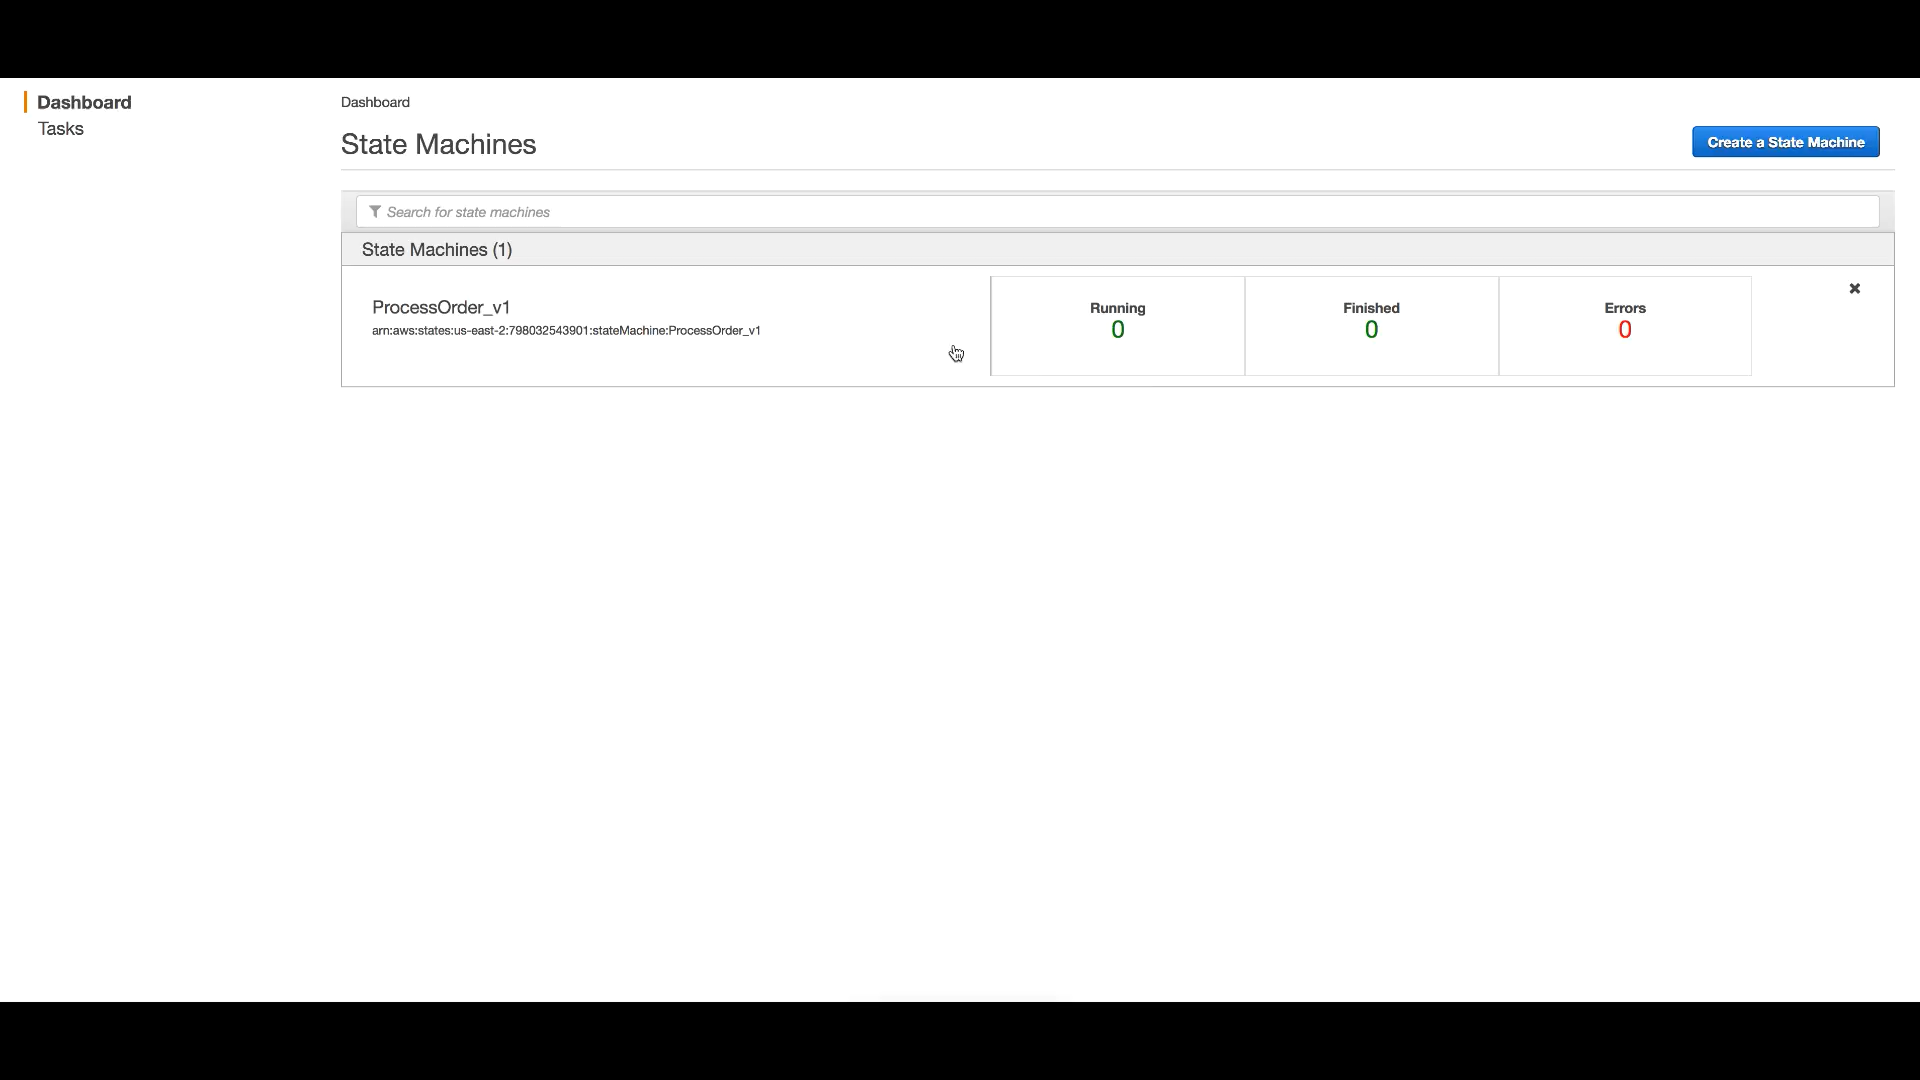 Dashboard
Tasks
Dashboard
State Machines
Create a State Machine
Search for state machines
State Machines (1)
ProcessOrder_v1
arn:aws:states:us-east-2:798032543901:stateMachine:ProcessOrder_v1
Running
0
Finished
0
Errors
0